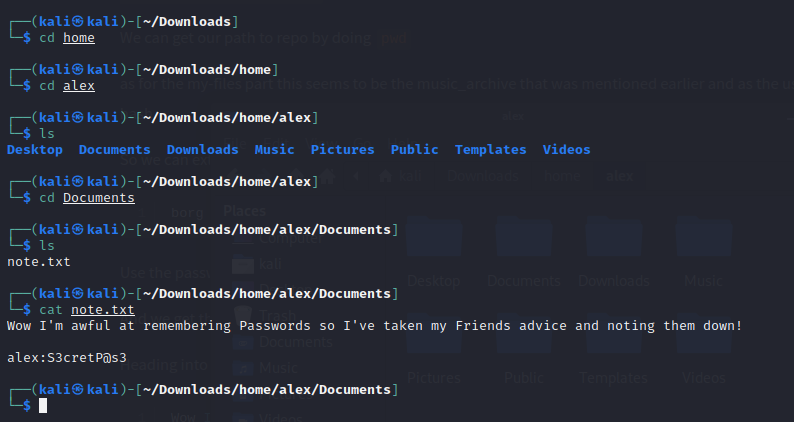 ┌──(kali㉿kali)-[~/Downloads]
└─$ cd home
┌──(kali㉿kali)-[~/Downloads/home]
└─$ cd alex
┌──(kali㉿kali)-[~/Downloads/home/alex]
└─$ ls
Desktop Documents Downloads Music Pictures Public Templates Videos
┌──(kali㉿kali)-[~/Downloads/home/alex]
└─$ cd Documents
┌──(kali㉿kali)-[~/Downloads/home/alex/Documents]
└─$ ls
note.txt
┌──(kali㉿kali)-[~/Downloads/home/alex/Documents]
└─$ cat note.txt
Wow I'm awful at remembering Passwords so I've taken my Friends advice and noting them down!
alex:S3cretP@s3
┌──(kali㉿kali)-[~/Downloads/home/alex/Documents]
└─$